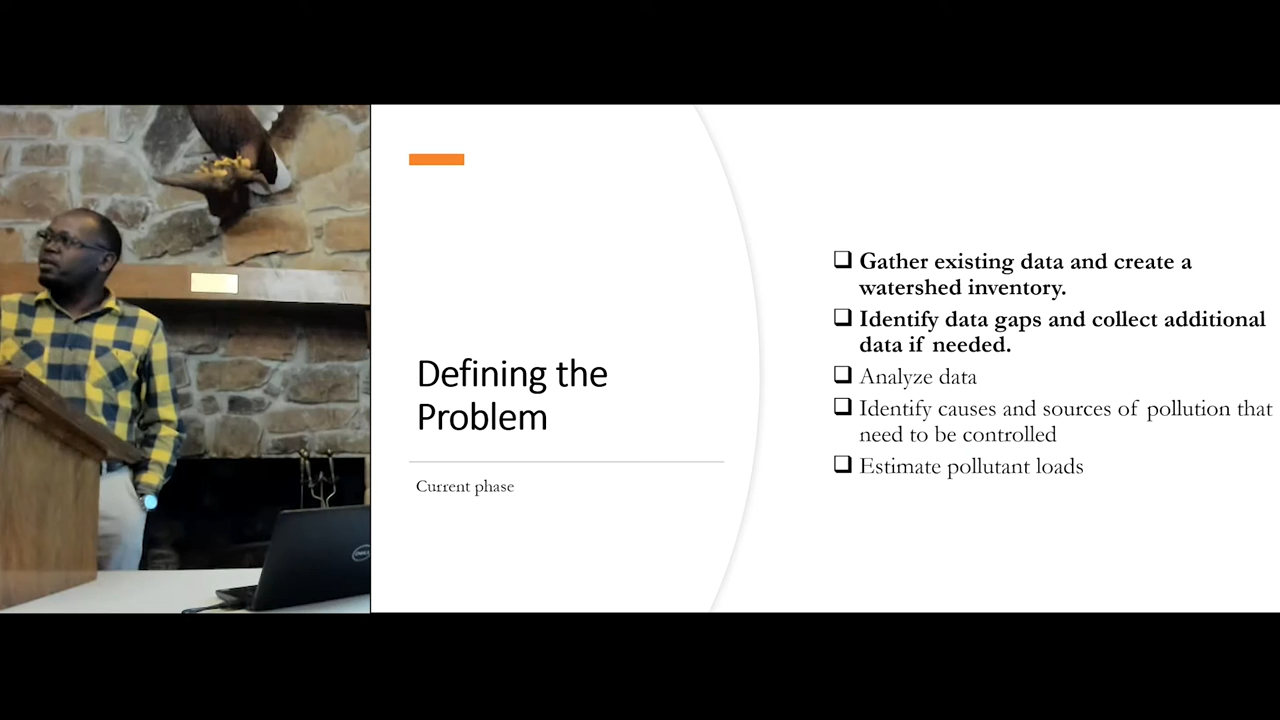 Defining the
Problem
Current phase
❑ Gather existing data and create a
watershed inventory.
❑ Identify data gaps and collect additional
data if needed.
❑ Analyze data
❑ Identify causes and sources of pollution that
need to be controlled
❑ Estimate pollutant loads
DELL